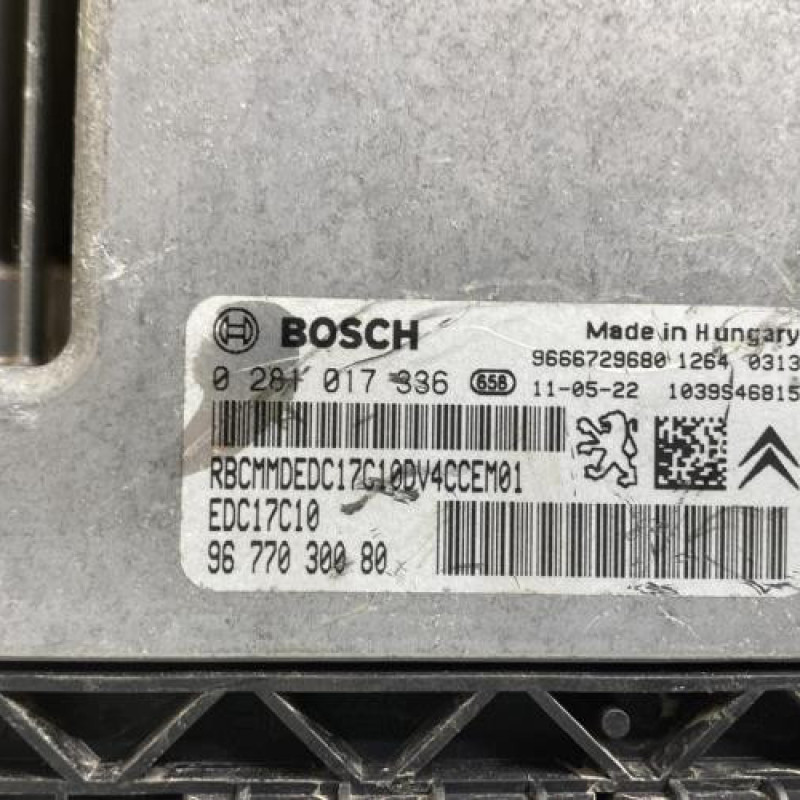 BOSCH
Made in Hungary
9666729680 1264 0313
0 281 017 336 658 11-05-22 1039S46815
RBCMMDEDC17C10DV4CCEM01
EDC17C10
96 770 300 80